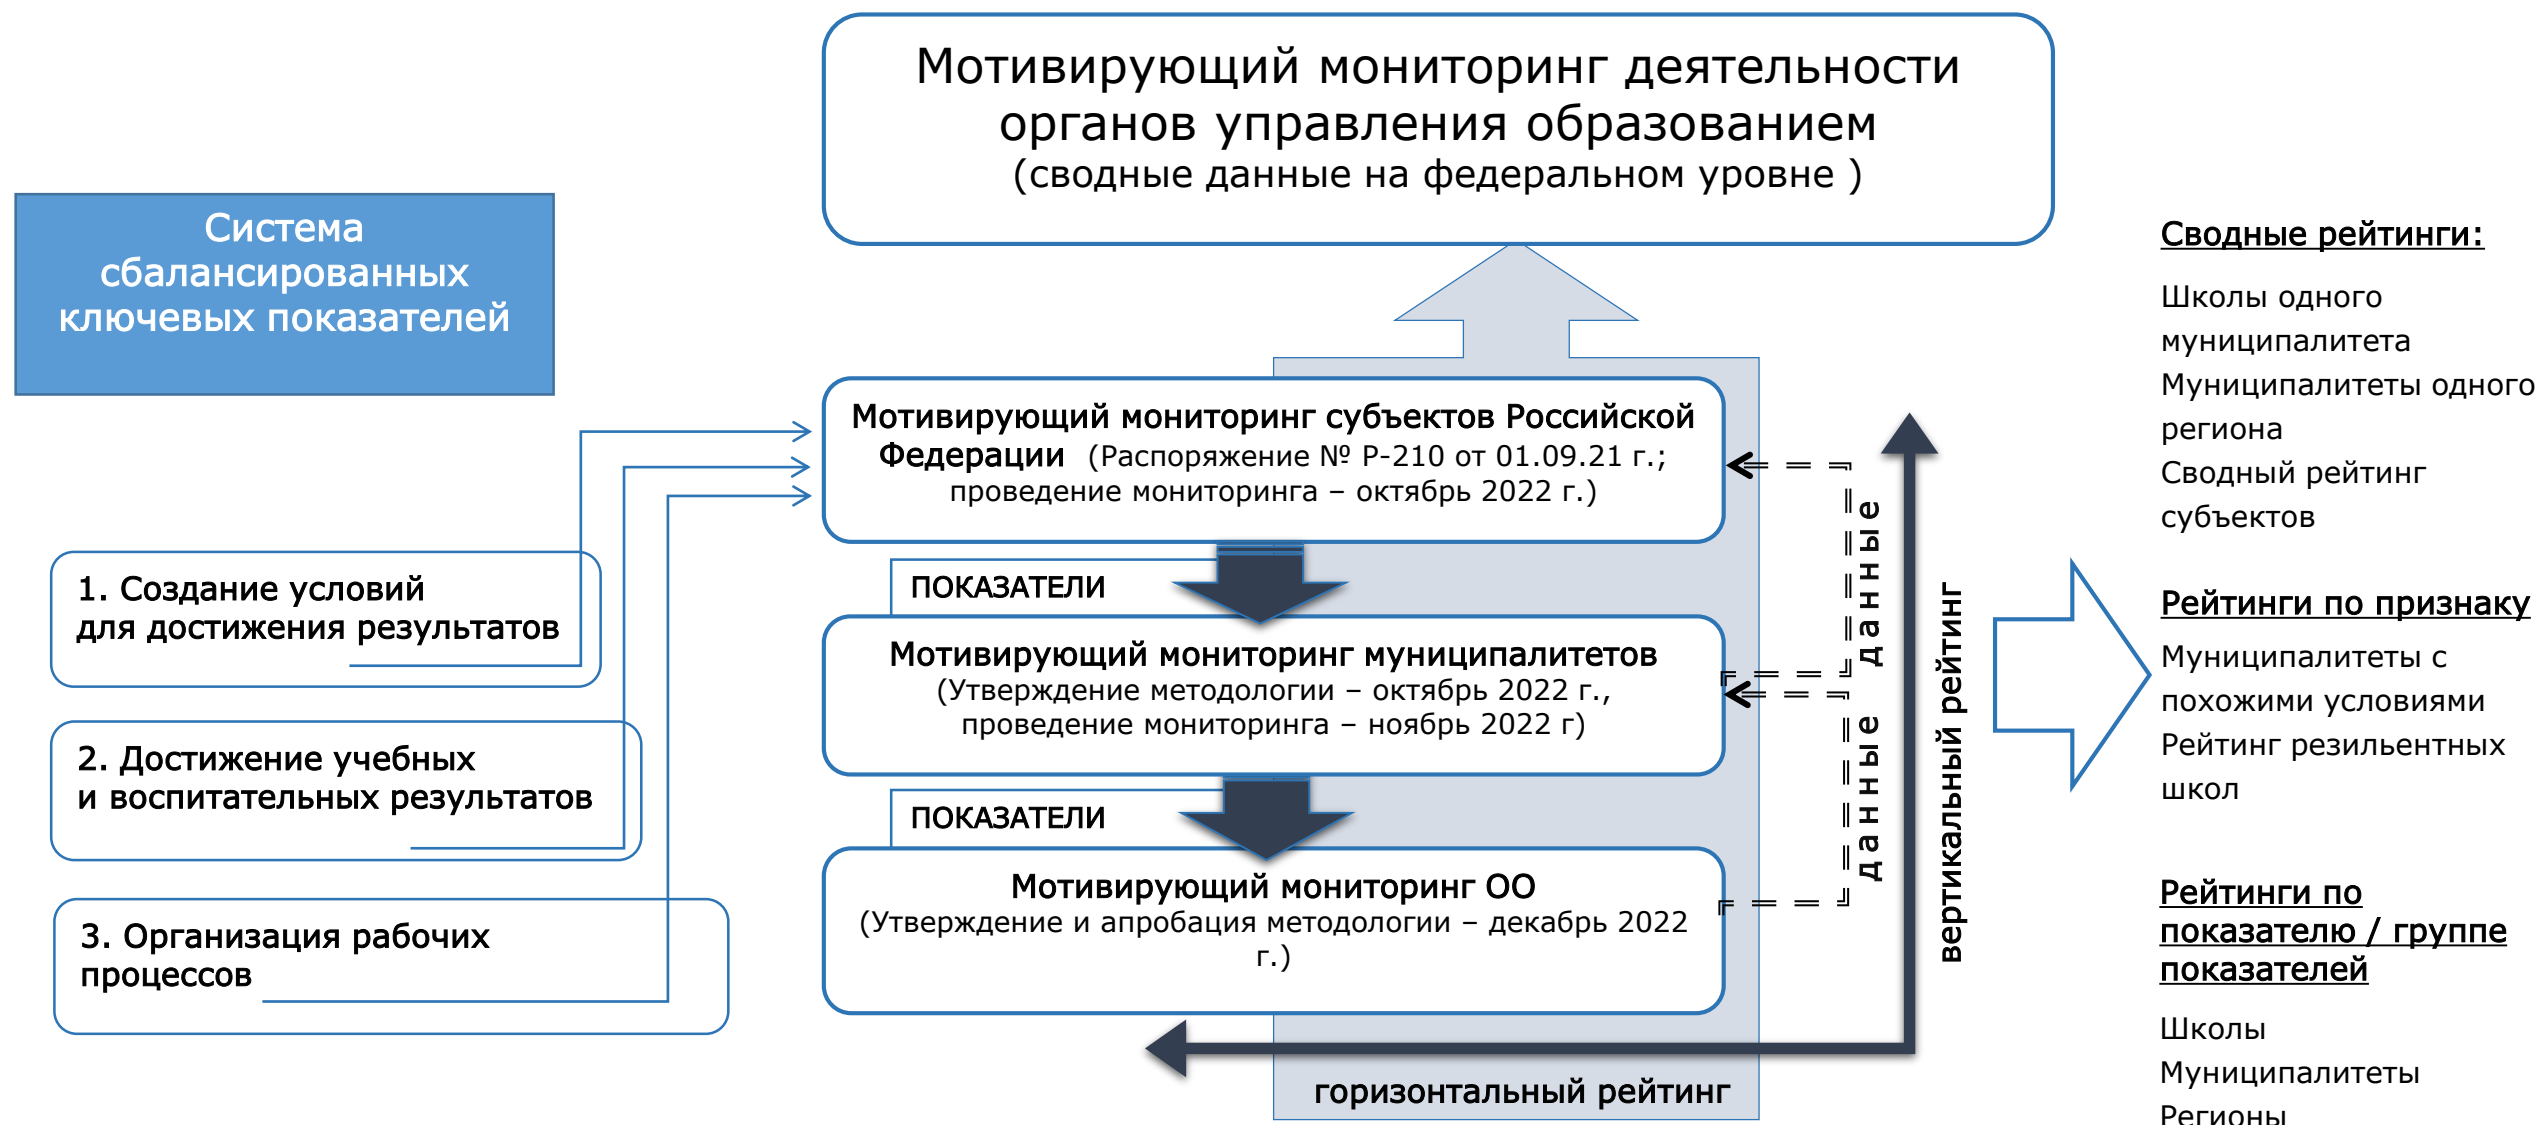 Мотивирующий мониторинг деятельности
органов управления образованием
(сводные данные на федеральном уровне )
Система
сбалансированных
ключевых показателей
1. Создание условий
для достижения результатов
2. Достижение учебных
и воспитательных результатов
3. Организация рабочих
процессов
Мотивирующий мониторинг субъектов Российской
Федерации (Распоряжение № Р-210 от 01.09.21 г.;
проведение мониторинга – октябрь 2022 г.)
ПОКАЗАТЕЛИ
Мотивирующий мониторинг муниципалитетов
(Утверждение методологии – октябрь 2022 г.,
проведение мониторинга – ноябрь 2022 г)
ПОКАЗАТЕЛИ
Мотивирующий мониторинг ОО
(Утверждение и апробация методологии – декабрь 2022
г.)
данные
данные
вертикальный рейтинг
горизонтальный рейтинг
Сводные рейтинги:
Школы одного
муниципалитета
Муниципалитеты одного
региона
Сводный рейтинг
субъектов
Рейтинги по признаку
Муниципалитеты с
похожими условиями
Рейтинг резильентных
школ
Рейтинги по
показателю / группе
показателей
Школы
Муниципалитеты
Регионы